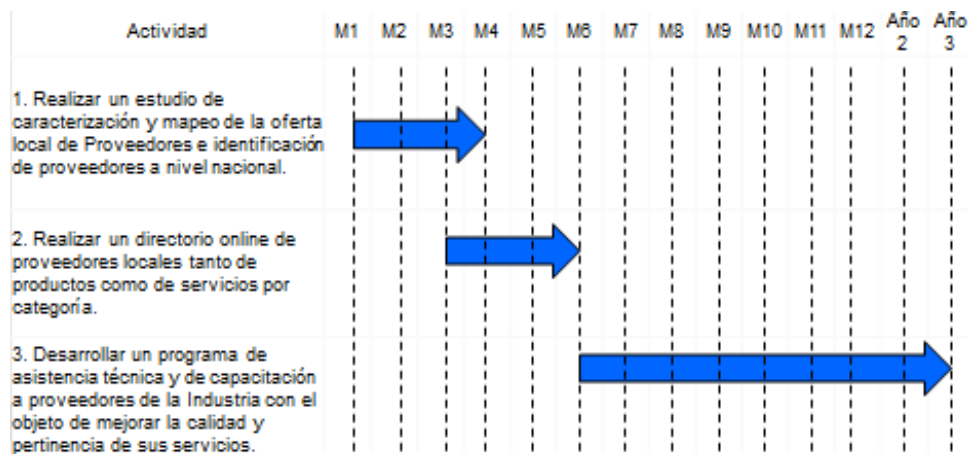 Actividad M1 M2 M3 M4 M5 M6 M7 M8 M9 M10 M11 M12 Año 2 Año 3
1. Realizar un estudio de
caracterización y mapeo de la oferta
local de Proveedores e identificación
de proveedores a nivel nacional.
2. Realizar un directorio online de
proveedores locales tanto de
productos como de servicios por
categoría.
3. Desarrollar un programa de
asistencia técnica y de capacitación
a proveedores de la Industria con el
objeto de mejorar la calidad y
pertinencia de sus servicios.